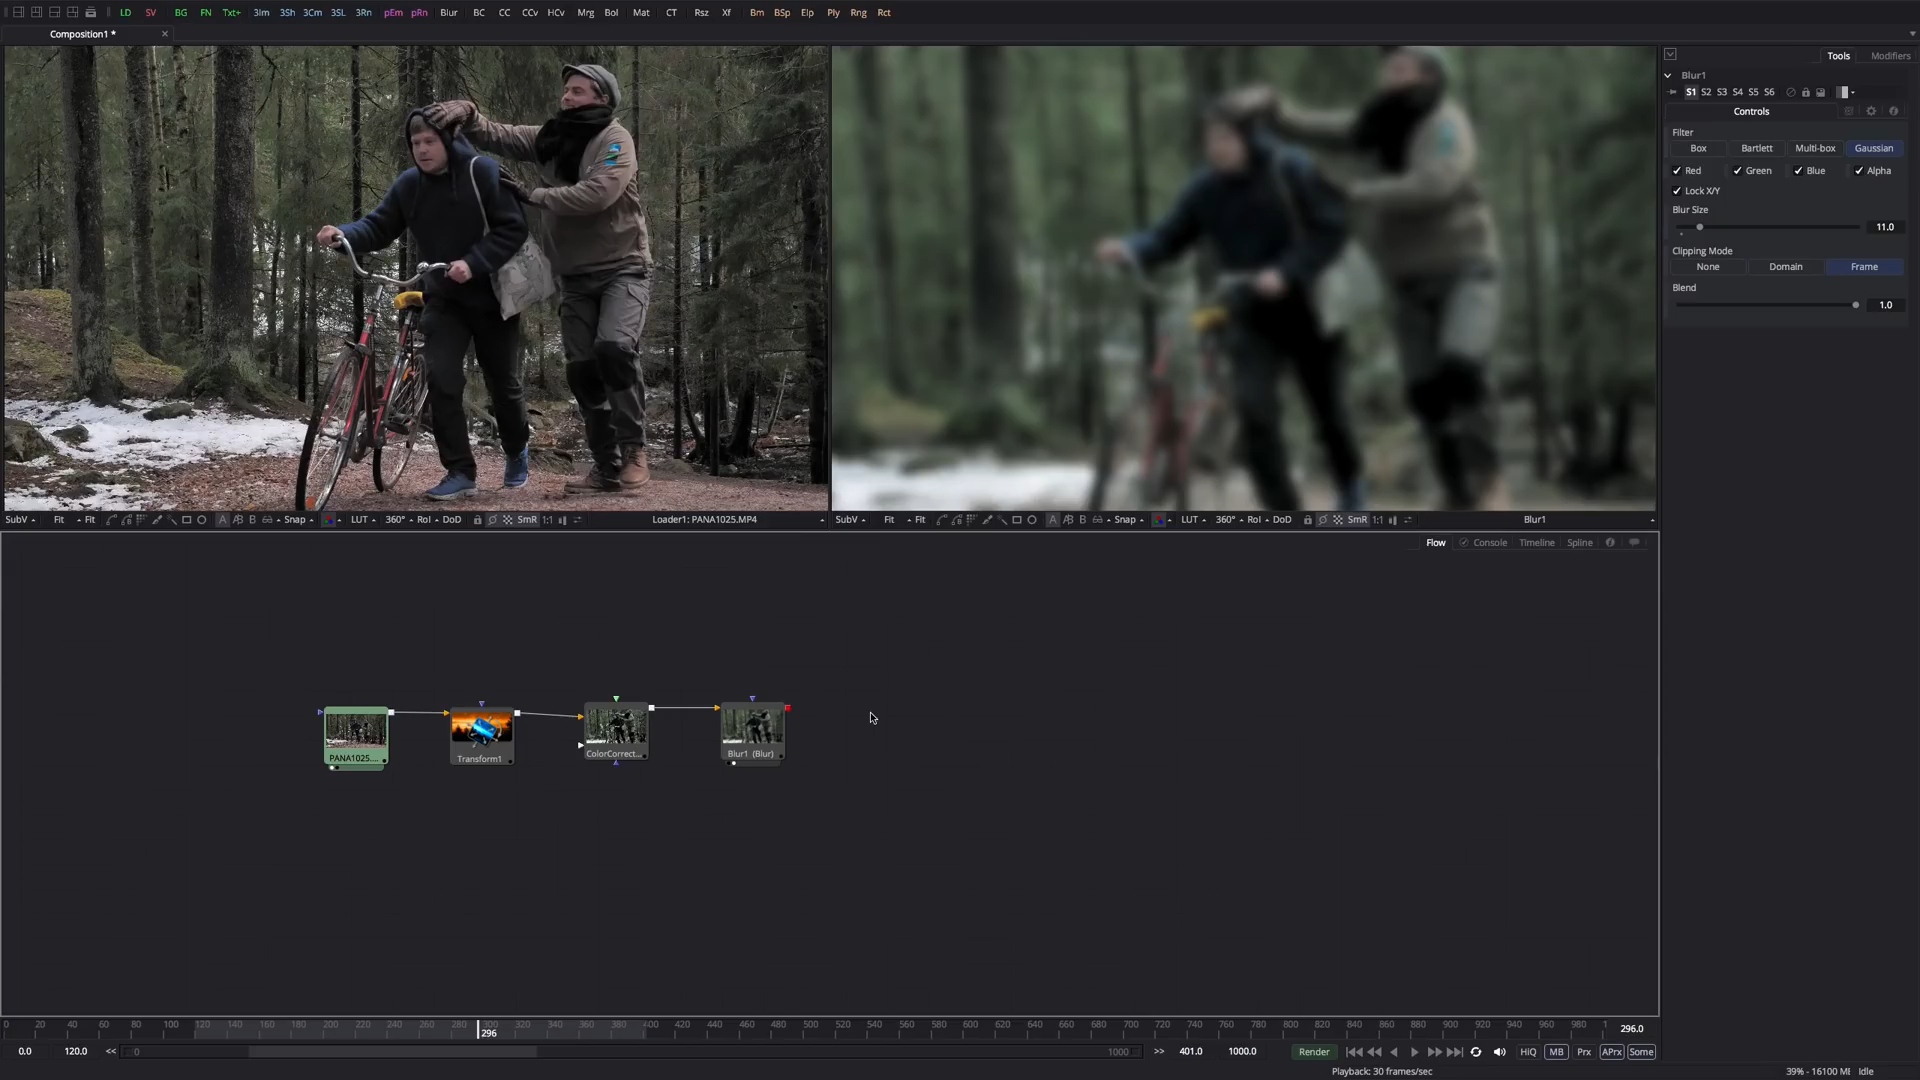 LD SV BG FN Txt+ 3Im 3Sh 3Cm 3SL 3Rn pEm pRn Blur BC CC CCv HCv Mrg Bol Mat CT Rsz Xf Bm BSp Elp Ply Rng Rct
Composition1 *
Tools Modifiers
Blur1
S1 S2 S3 S4 S5 S6
Controls
Filter
Box Bartlett Multi-box Gaussian
Red Green Blue Alpha
Lock X/Y
Blur Size
11.0
Clipping Mode
None Domain Frame
Blend
1.0
SubV Fit Fit A B Snap LUT 360° RoI DoD SmR 1:1 Loader1: PANA1025.MP4
SubV Fit Fit A B Snap LUT 360° RoI DoD SmR 1:1 Blur1
Flow Console Timeline Spline
PANA1025....
Transform1
ColorCorrect...
Blur1 (Blur)
0 20 40 60 80 100 120 140 160 180 200 220 240 260 280 300 320 340 360 380 400 420 440 460 480 500 520 540 560 580 600 620 640 660 680 700 720 740 760 780 800 820 840 860 880 900 920 940 960 980 1
296
296.0
0.0 120.0 << 0 1000 >> 401.0 1000.0 Render HiQ MB Prx APrx Some
Playback: 30 frames/sec
39% - 16100 MB Idle